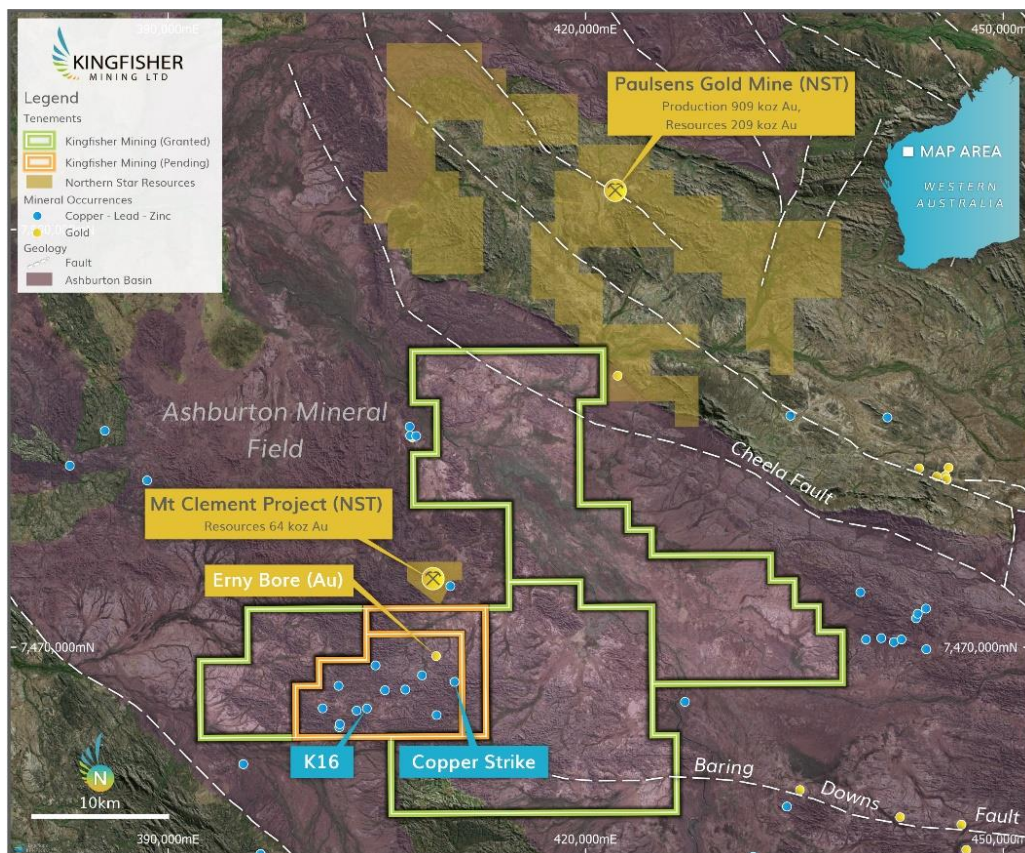 390,000mE
420,000mE
450,000mE
KINGFISHER
MINING LTD
Legend
Tenements
Kingfisher Mining (Granted)
Kingfisher Mining (Pending)
Northern Star Resources
Mineral Occurrences
Copper - Lead - Zinc
Gold
Geology
Fault
Ashburton Basin
Paulsens Gold Mine (NST)
Production 909 koz Au,
Resources 209 koz Au
MAP AREA
WESTERN
AUSTRALIA
Ashburton Mineral
Field
Cheela Fault
Mt Clement Project (NST)
Resources 64 koz Au
Erny Bore (Au)
7,470,000mN
7,470,000mN
K16
Copper Strike
Baring
Downs
Fault
N
10km
390,000mE
420,000mE
450,000mE